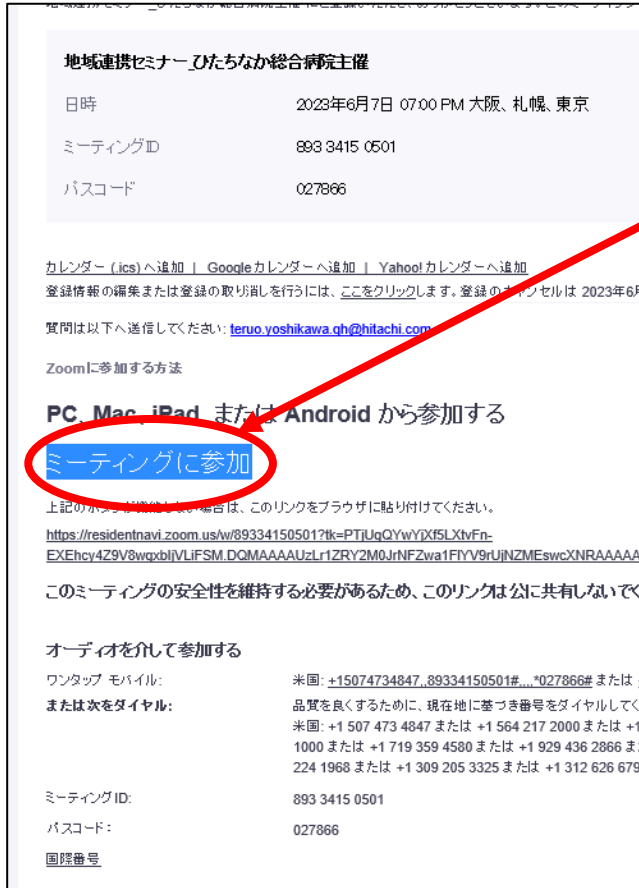 地域連携セミナー_ひたちなか総合病院主催
日時 2023年6月7日 07:00 PM 大阪、札幌、東京
ミーティングID 893 3415 0501
パスコード 027866
カレンダー (.ics) へ追加 | Googleカレンダーへ追加 | Yahoo!カレンダーへ追加
登録情報の編集または登録の取り消しを行うには、ここをクリックします。登録のキャンセルは 2023年6月
質問は以下へ送信してください: teruo.yoshikawa.qh@hitachi.com
Zoomに参加する方法
PC、Mac、iPad、または Android から参加する
ミーティングに参加
上記のボタンが機能しない場合は、このリンクをブラウザに貼り付けてください。
https://residentnavi.zoom.us/w/89334150501?tk=PTjUqQYwYjXf5LXtvFn-
EXEhcy4Z9V8wqxbljVLiFSM.DQMAAAAUzLr1ZRY2M0JrNFZwa1FIYV9rUjNZMEswcXNRAAAAA
このミーティングの安全性を維持する必要があるため、このリンクは公に共有しないでく
オーディオを介して参加する
ワンタップ モバイル: 米国: +15074734847,,89334150501#,,,,*027866# または
または次をダイヤル: 品質を良くするために、現在地に基づき番号をダイヤルしてく
米国: +1 507 473 4847 または +1 564 217 2000 または +1
1000 または +1 719 359 4580 または +1 929 436 2866 ま
224 1968 または +1 309 205 3325 または +1 312 626 679
ミーティングID: 893 3415 0501
パスコード: 027866
国際番号